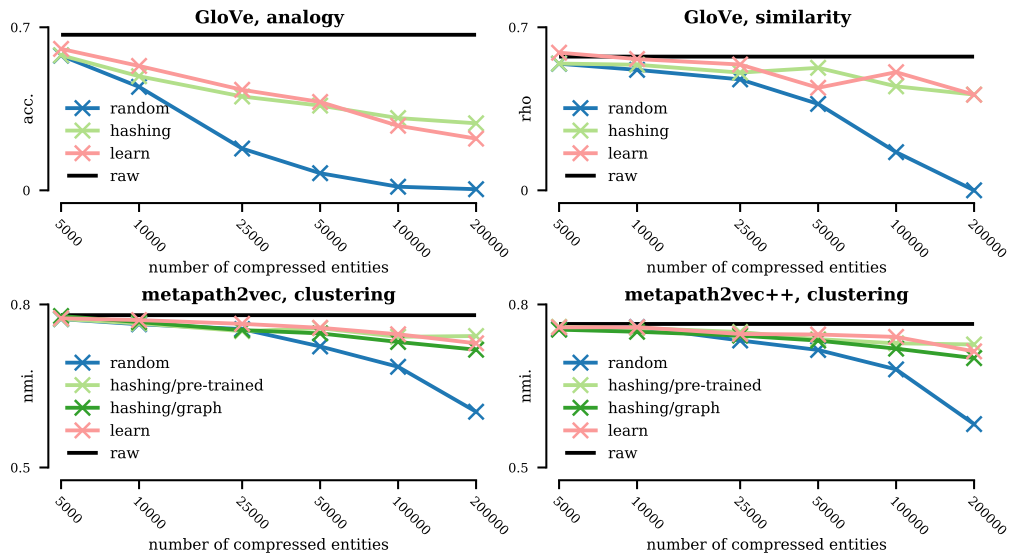 GloVe, analogy
0.7
acc.
0
random
hashing
learn
raw
5000 10000 25000 50000 100000 200000
number of compressed entities
GloVe, similarity
0.7
rho
0
random
hashing
learn
raw
5000 10000 25000 50000 100000 200000
number of compressed entities
metapath2vec, clustering
0.8
nmi.
0.5
random
hashing/pre-trained
hashing/graph
learn
raw
5000 10000 25000 50000 100000 200000
number of compressed entities
metapath2vec++, clustering
0.8
nmi.
0.5
random
hashing/pre-trained
hashing/graph
learn
raw
5000 10000 25000 50000 100000 200000
number of compressed entities